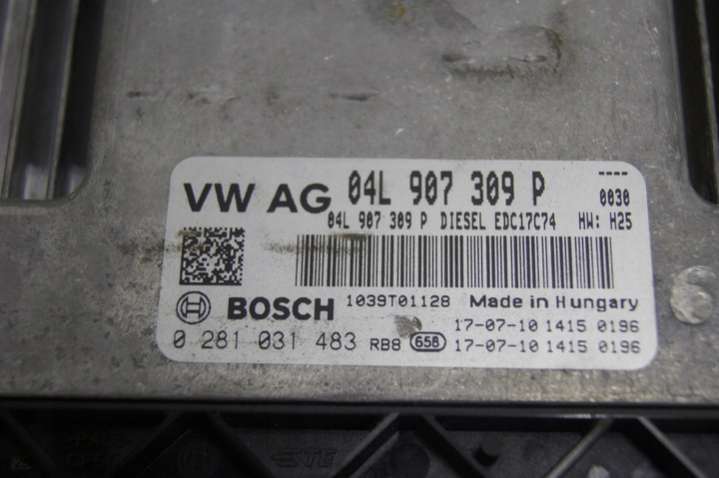 VW AG 04L 907 309 P ----
0030
04L 907 309 P DIESEL EDC17C74 HW: H25
BOSCH 1039T01128 Made in Hungary
0 281 031 483 RB8 658 17-07-10 1415 0196
17-07-10 1415 0196